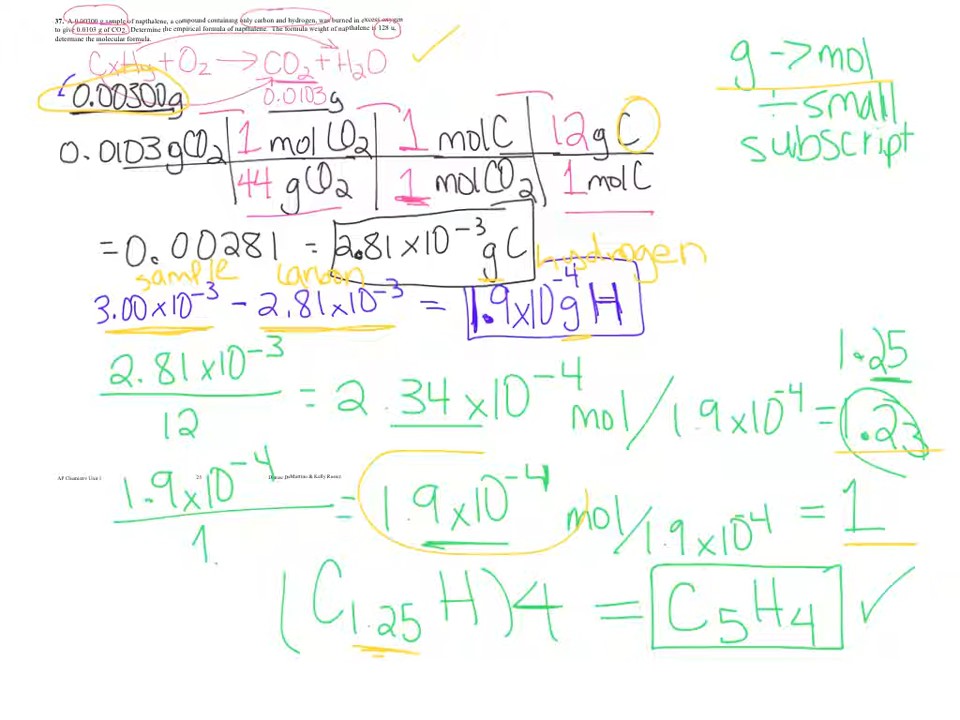 37. A 0.00300 g sample of napthalene, a compound containing only carbon and hydrogen, was burned in excess oxygen
to give 0.0103 g of CO2. Determine the empirical formula of napthalene. The formula weight of napthalene is 128 u,
determine the molecular formula.
CxHy + O2 -> CO2 + H2O
0.00300g 0.0103g
g -> mol
÷ small
subscript
0.0103 gCO2 | 1 mol CO2 | 1 mol C | 12 g C
44 g CO2 | 1 mol CO2 | 1 mol C
= 0.00281 = 2.81 x 10^-3 g C
sample carbon hydrogen
3.00 x 10^-3 - 2.81 x 10^-3 = 1.9 x 10^-4 g H
1.25
2.81 x 10^-3 / 12 = 2.34 x 10^-4 mol / 1.9 x 10^-4 = 1.23
AP Chemistry Unit 1 23 DeMartino & Kelly
1.9 x 10^-4 / 1. = 1.9 x 10^-4 mol / 1.9 x 10^-4 = 1
(C1.25 H)4 = C5H4 ✓